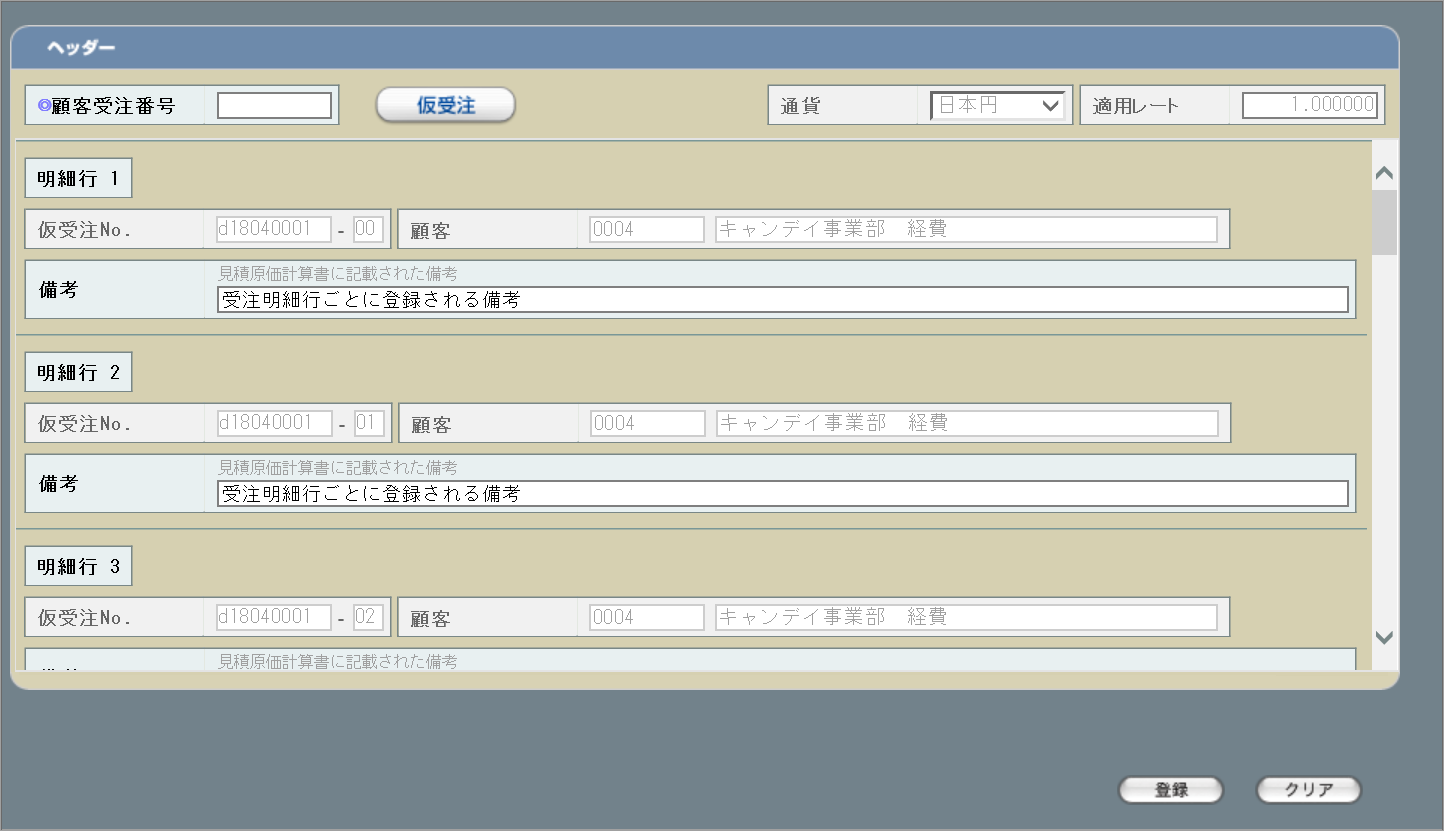 ヘッダー
◎顧客受注番号 仮受注 通貨 日本円 適用レート 1.000000
明細行 1
仮受注No. d18040001 - 00 顧客 0004 キャンデイ事業部 経費
見積原価計算書に記載された備考
備考 受注明細行ごとに登録される備考
明細行 2
仮受注No. d18040001 - 01 顧客 0004 キャンデイ事業部 経費
見積原価計算書に記載された備考
備考 受注明細行ごとに登録される備考
明細行 3
仮受注No. d18040001 - 02 顧客 0004 キャンデイ事業部 経費
見積原価計算書に記載された備考
登録 クリア